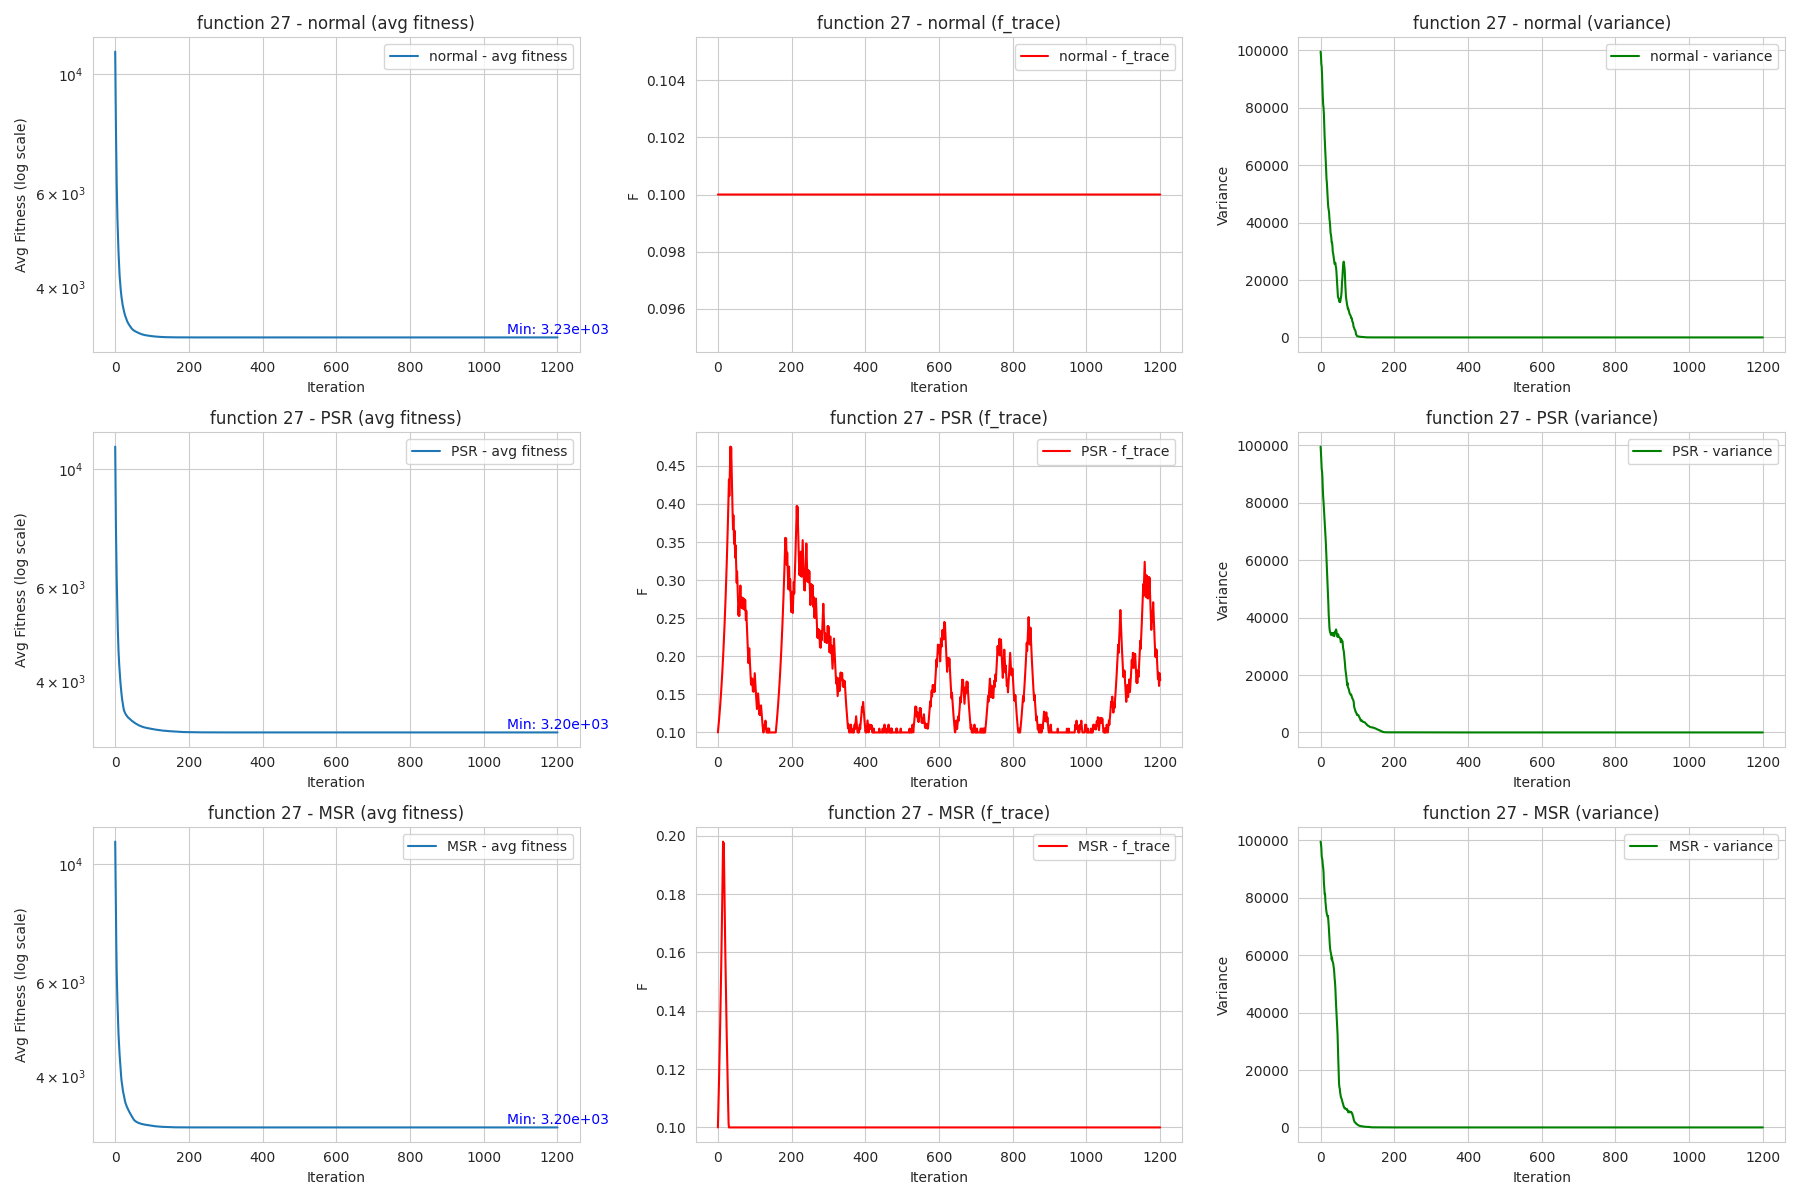 function 27 - normal (avg fitness)
normal - avg fitness
Avg Fitness (log scale)
10^4
6 × 10^3
4 × 10^3
Min: 3.23e+03
0 200 400 600 800 1000 1200
Iteration
function 27 - normal (f_trace)
normal - f_trace
F
0.104
0.102
0.100
0.098
0.096
0 200 400 600 800 1000 1200
Iteration
function 27 - normal (variance)
normal - variance
Variance
100000
80000
60000
40000
20000
0
0 200 400 600 800 1000 1200
Iteration
function 27 - PSR (avg fitness)
PSR - avg fitness
Avg Fitness (log scale)
10^4
6 × 10^3
4 × 10^3
Min: 3.20e+03
0 200 400 600 800 1000 1200
Iteration
function 27 - PSR (f_trace)
PSR - f_trace
F
0.45
0.40
0.35
0.30
0.25
0.20
0.15
0.10
0 200 400 600 800 1000 1200
Iteration
function 27 - PSR (variance)
PSR - variance
Variance
100000
80000
60000
40000
20000
0
0 200 400 600 800 1000 1200
Iteration
function 27 - MSR (avg fitness)
MSR - avg fitness
Avg Fitness (log scale)
10^4
6 × 10^3
4 × 10^3
Min: 3.20e+03
0 200 400 600 800 1000 1200
Iteration
function 27 - MSR (f_trace)
MSR - f_trace
F
0.20
0.18
0.16
0.14
0.12
0.10
0 200 400 600 800 1000 1200
Iteration
function 27 - MSR (variance)
MSR - variance
Variance
100000
80000
60000
40000
20000
0
0 200 400 600 800 1000 1200
Iteration